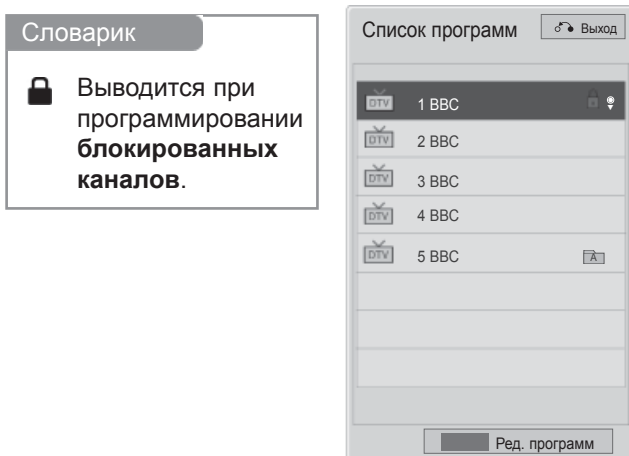 Словарик
Выводится при
программировании
блокированных
каналов.
Список программ
Выход
DTV 1 BBC
DTV 2 BBC
DTV 3 BBC
DTV 4 BBC
DTV 5 BBC A
Ред. программ